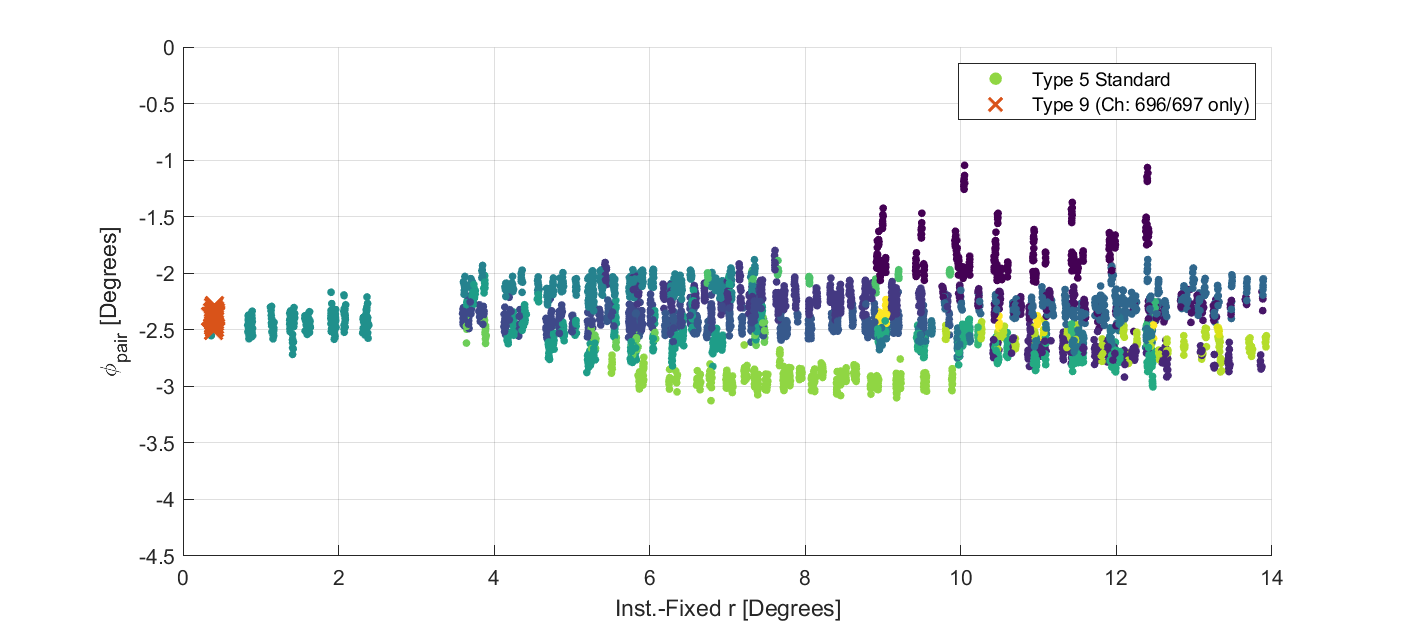 0
-0.5
-1
-1.5
-2
-2.5
-3
-3.5
-4
-4.5
ϕpair [Degrees]
Type 5 Standard
Type 9 (Ch: 696/697 only)
0 2 4 6 8 10 12 14
Inst.-Fixed r [Degrees]